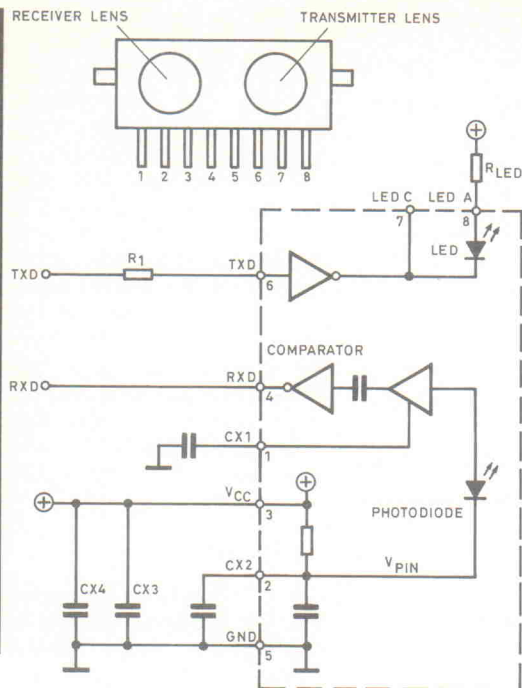 RECEIVER LENS
TRANSMITTER LENS
1 2 3 4 5 6 7 8
RLED
LED C
LED A
7
8
LED
TXD
R1
TXD
6
COMPARATOR
RXD
RXD
4
CX1
1
VCC
3
PHOTODIODE
CX2
2
VPIN
CX4
CX3
GND
5